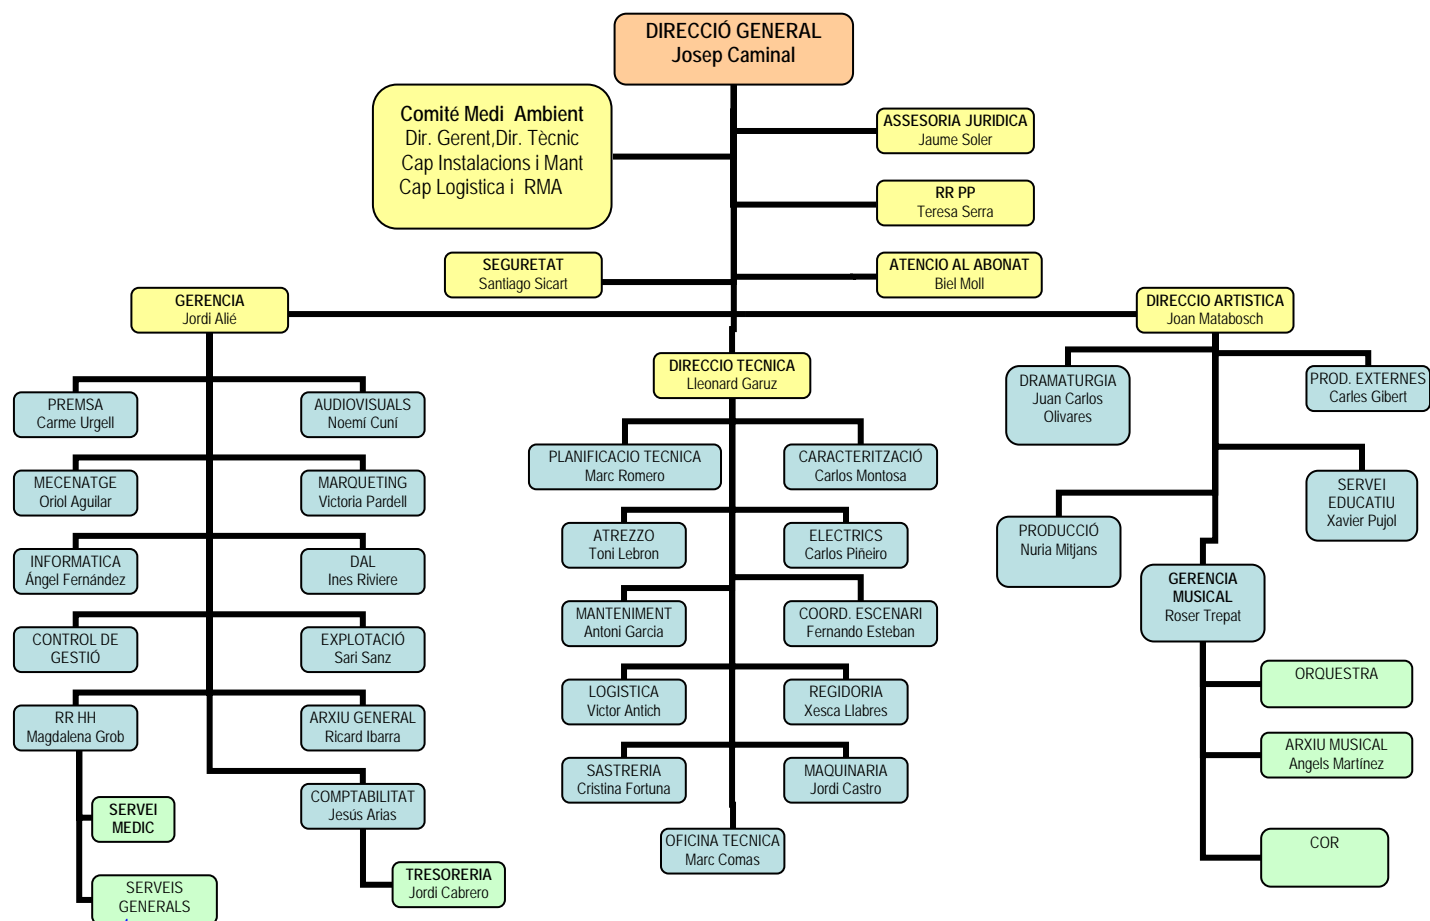 DIRECCIÓ GENERAL
Josep Caminal
Comité Medi Ambient
Dir. Gerent,Dir. Tècnic
Cap Instalacions i Mant
Cap Logistica i RMA
ASSESORIA JURIDICA
Jaume Soler
RR PP
Teresa Serra
SEGURETAT
Santiago Sicart
ATENCIO AL ABONAT
Biel Moll
GERENCIA
Jordi Alié
DIRECCIO ARTISTICA
Joan Matabosch
DIRECCIO TECNICA
Lleonard Garuz
PREMSA
Carme Urgell
AUDIOVISUALS
Noemí Cuní
MECENATGE
Oriol Aguilar
MARQUETING
Victoria Pardell
INFORMATICA
Ángel Fernández
DAL
Ines Riviere
CONTROL DE
GESTIÓ
EXPLOTACIÓ
Sari Sanz
RR HH
Magdalena Grob
ARXIU GENERAL
Ricard Ibarra
COMPTABILITAT
Jesús Arias
SERVEI
MEDIC
SERVEIS
GENERALS
TRESORERIA
Jordi Cabrero
PLANIFICACIO TECNICA
Marc Romero
CARACTERITZACIÓ
Carlos Montosa
ATREZZO
Toni Lebron
ELECTRICS
Carlos Piñeiro
MANTENIMENT
Antoni Garcia
COORD. ESCENARI
Fernando Esteban
LOGISTICA
Victor Antich
REGIDORIA
Xesca Llabres
SASTRERIA
Cristina Fortuna
MAQUINARIA
Jordi Castro
OFICINA TECNICA
Marc Comas
DRAMATURGIA
Juan Carlos
Olivares
PROD. EXTERNES
Carles Gibert
SERVEI
EDUCATIU
Xavier Pujol
PRODUCCIÓ
Nuria Mitjans
GERENCIA
MUSICAL
Roser Trepat
ORQUESTRA
ARXIU MUSICAL
Angels Martínez
COR